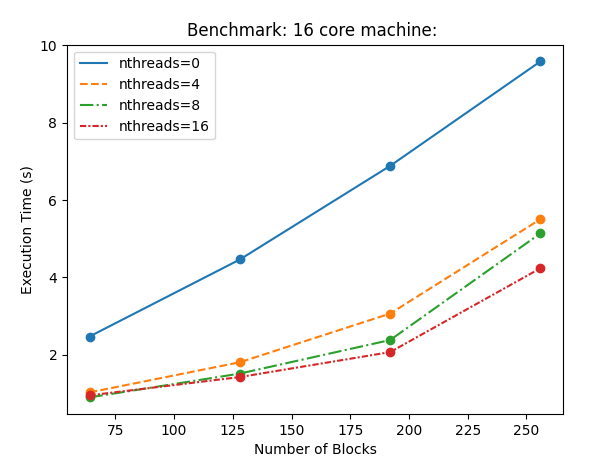 Benchmark: 16 core machine:
nthreads=0
nthreads=4
nthreads=8
nthreads=16
Execution Time (s)
10
8
6
4
2
75 100 125 150 175 200 225 250
Number of Blocks